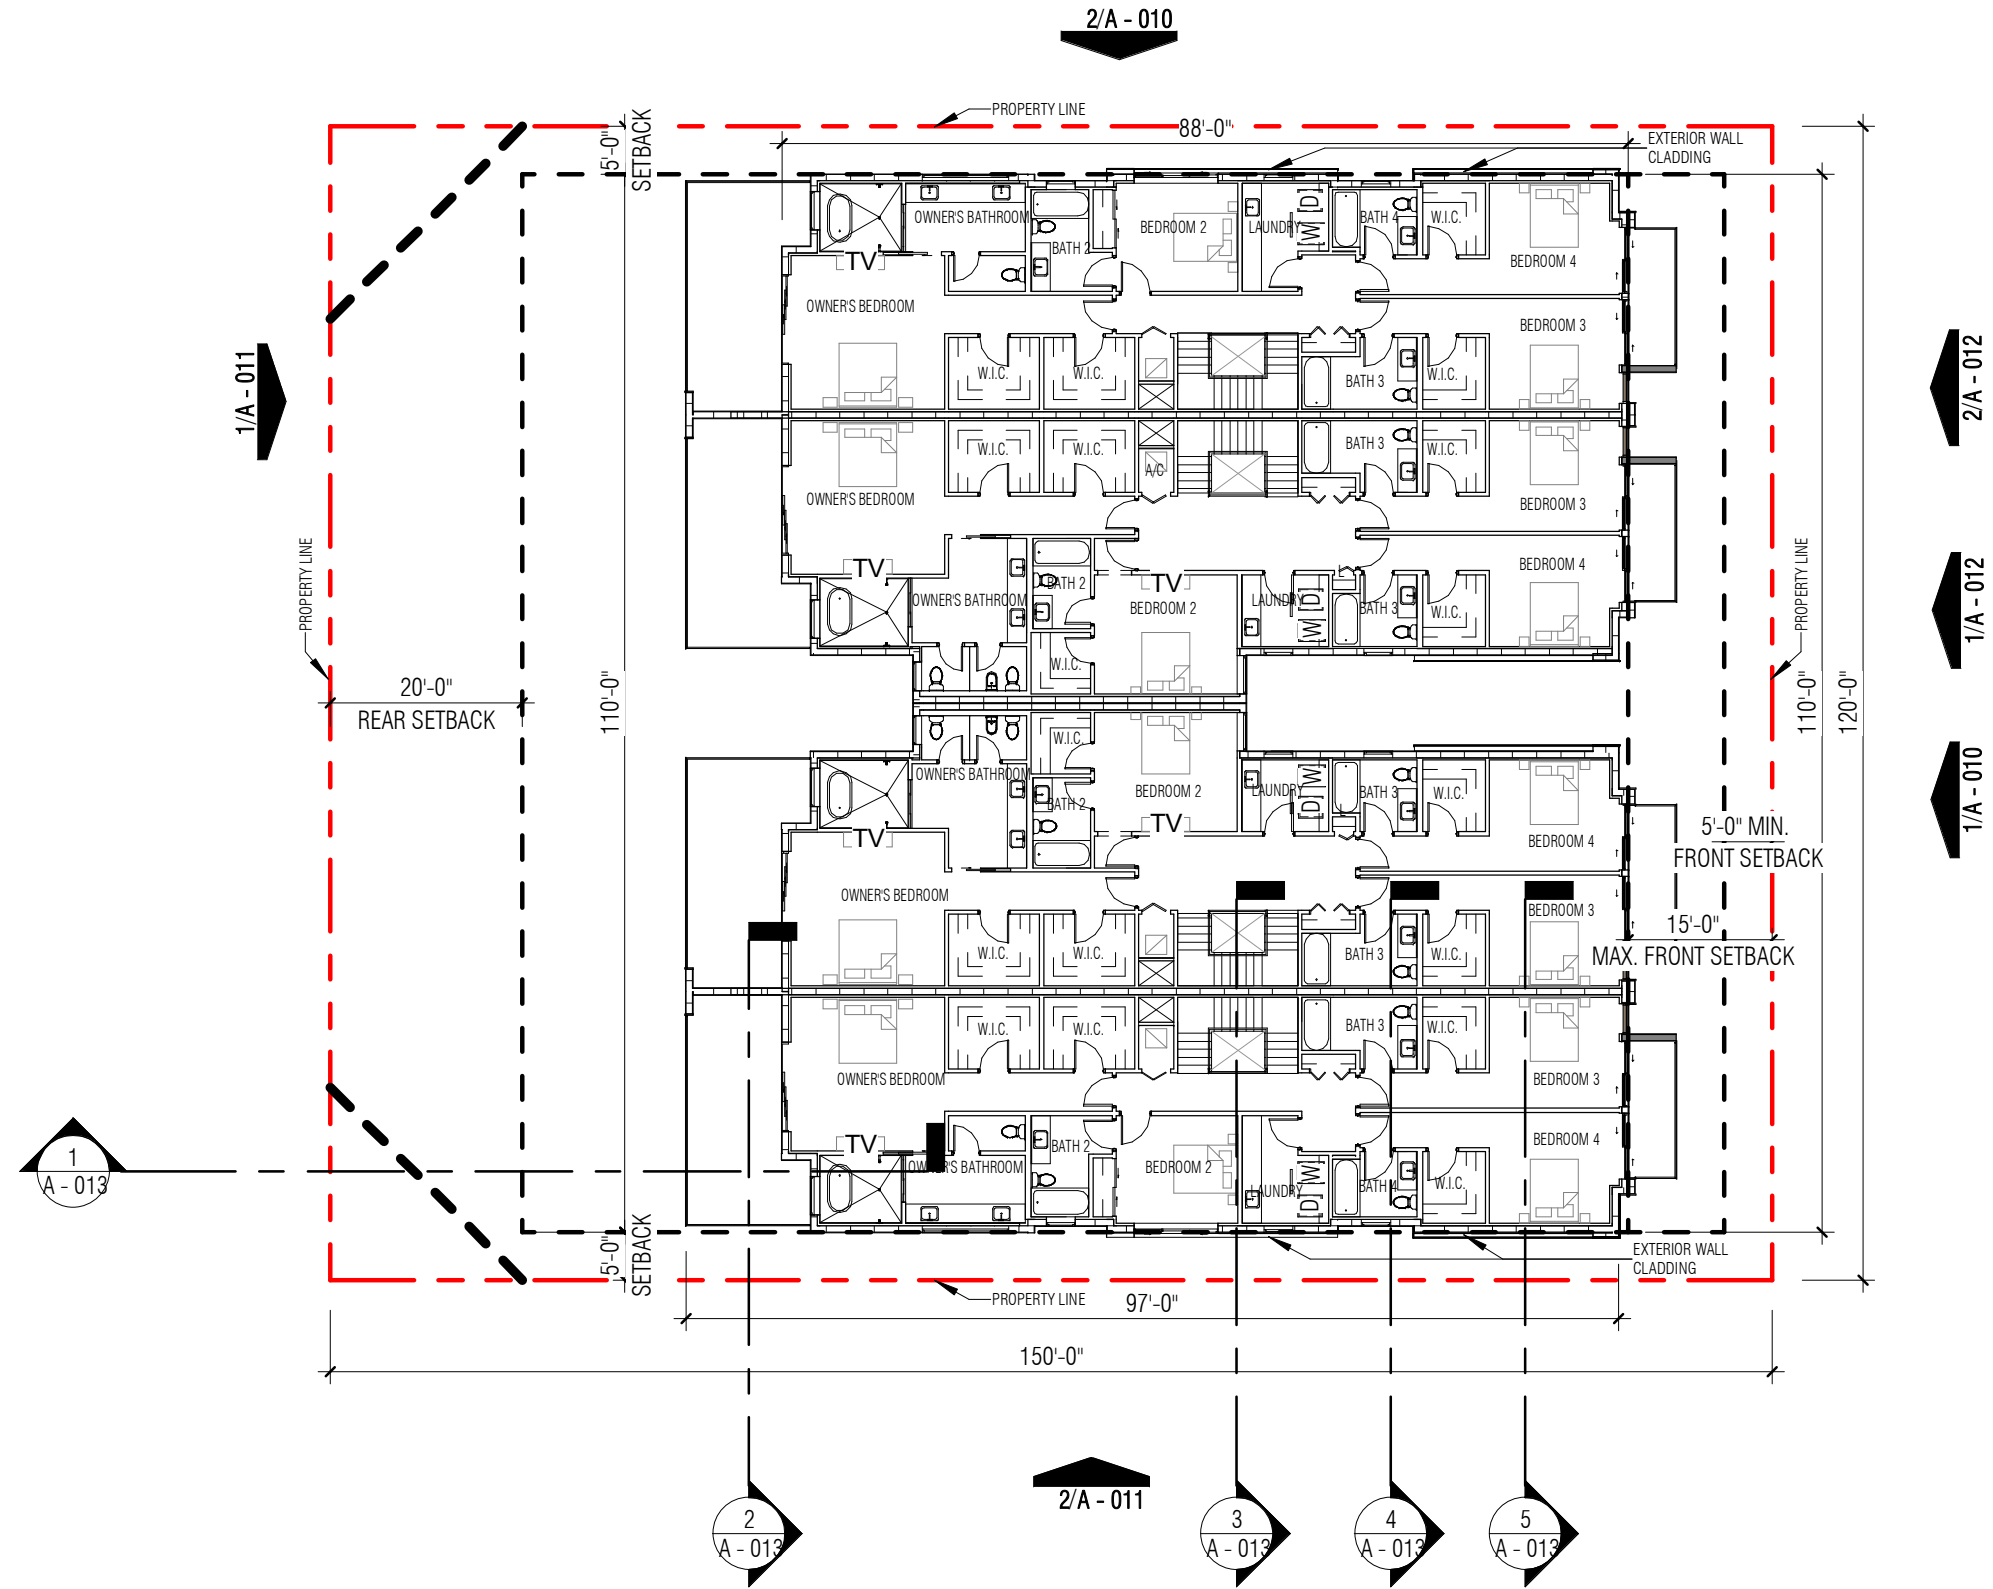 2/A - 010
PROPERTY LINE
88'-0"
EXTERIOR WALL
CLADDING
5'-0"
SETBACK
OWNER'S BATHROOM
BATH 2
BEDROOM 2
LAUNDRY
W D
BATH 4
W.I.C.
BEDROOM 4
TV
OWNER'S BEDROOM
W.I.C.
W.I.C.
BATH 3
W.I.C.
BEDROOM 3
1/A - 011
2/A - 012
W.I.C.
W.I.C.
A/C
BATH 3
W.I.C.
OWNER'S BEDROOM
BEDROOM 3
TV
BATH 2
TV
BEDROOM 4
OWNER'S BATHROOM
BEDROOM 2
LAUNDRY
W D
L
BATH 3
W.I.C.
W.I.C.
PROPERTY LINE
PROPERTY LINE
1/A - 012
20'-0"
REAR SETBACK
110'-0"
110'-0"
120'-0"
W.I.C.
OWNER'S BATHROOM
BATH 2
BEDROOM 2
LAUNDRY
D W
L
BATH 3
W.I.C.
TV
TV
BEDROOM 4
1/A - 010
5'-0" MIN.
FRONT SETBACK
OWNER'S BEDROOM
BEDROOM 3
15'-0"
MAX. FRONT SETBACK
W.I.C.
W.I.C.
BATH 3
W.I.C.
W.I.C.
W.I.C.
BATH 3
W.I.C.
OWNER'S BEDROOM
BEDROOM 3
TV
BATH 2
BEDROOM 4
OWNER'S BATHROOM
BEDROOM 2
LAUNDRY
D W
BATH 4
W.I.C.
1
A - 013
5'-0"
SETBACK
EXTERIOR WALL
CLADDING
PROPERTY LINE
97'-0"
150'-0"
2/A - 011
2
A - 013
3
A - 013
4
A - 013
5
A - 013